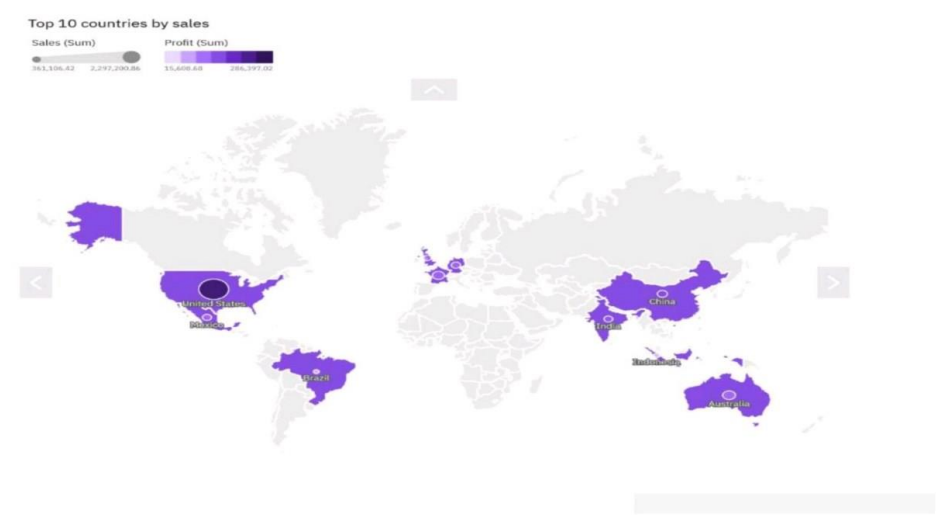 Top 10 countries by sales
Sales (Sum) Profit (Sum)
361,106.42 2,297,200.86 15,608.68 286,397.02
United States
Mexico
China
India
Indonesia
Brazil
Australia